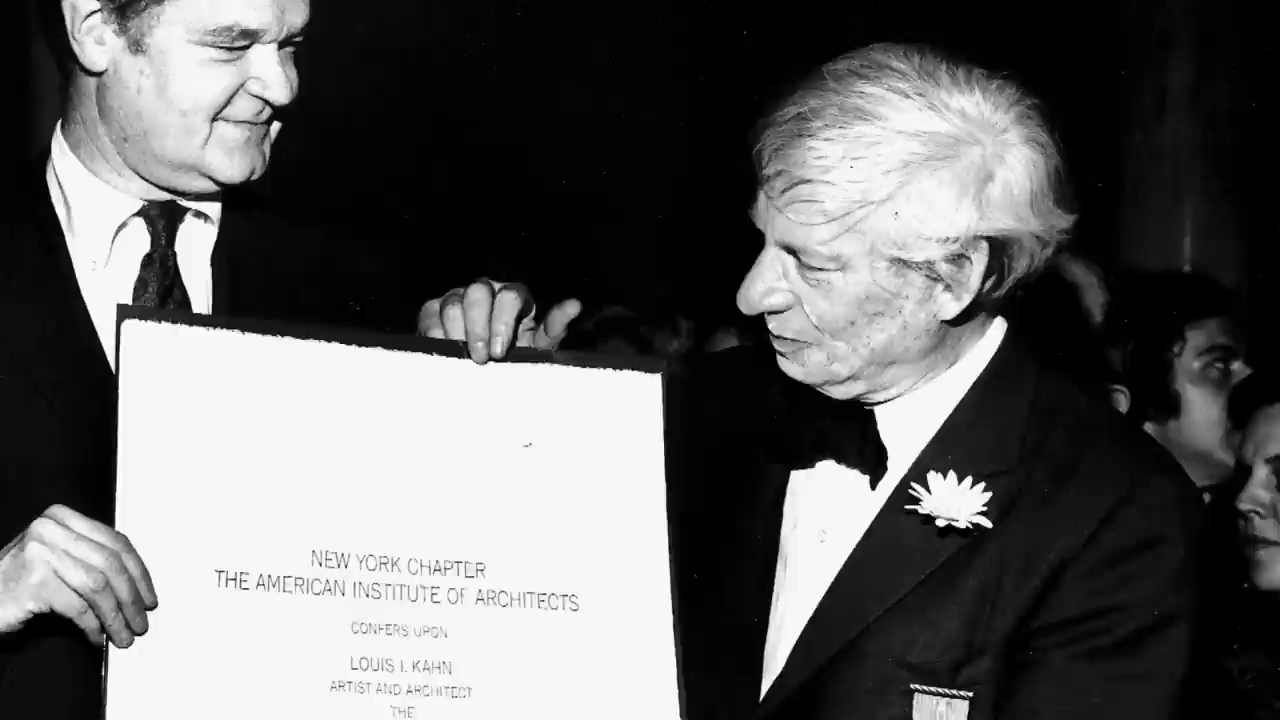 NEW YORK CHAPTER
THE AMERICAN INSTITUTE OF ARCHITECTS
CONFERS UPON
LOUIS I. KAHN
ARTIST AND ARCHITECT
THE